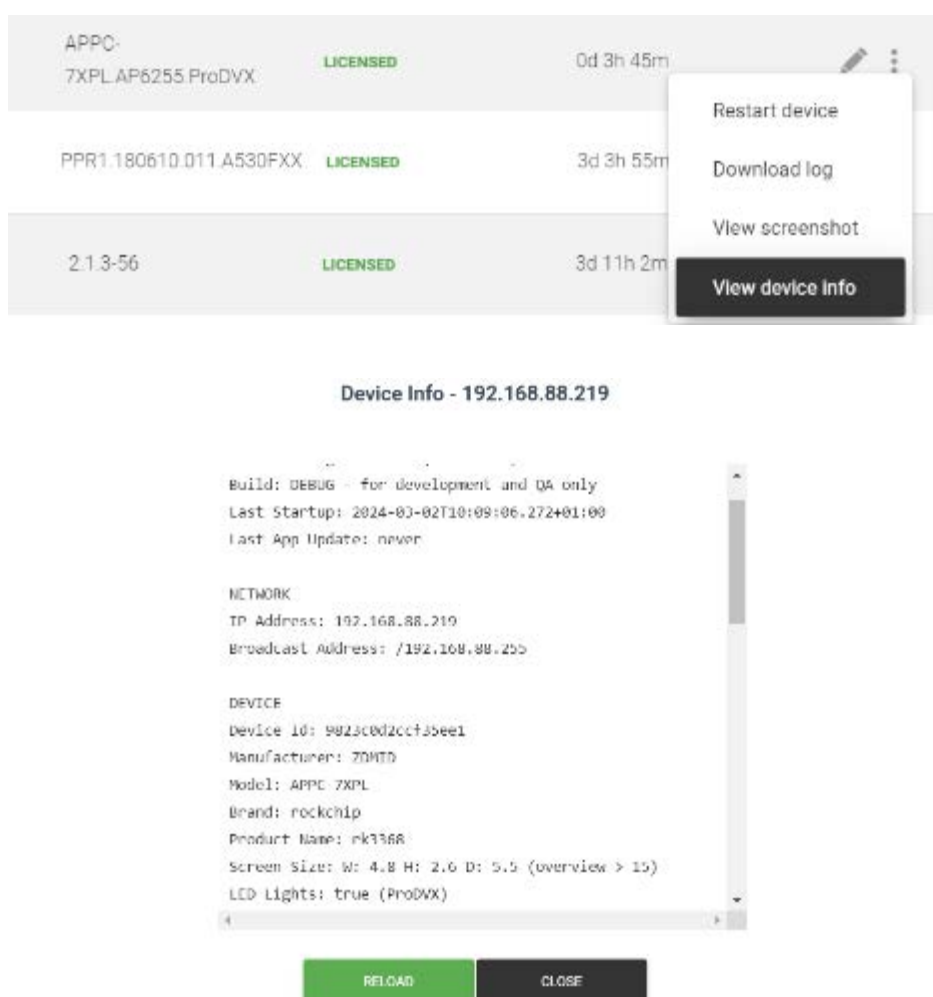 APPC-
7XPL.AP6255.ProDVX LICENSED 0d 3h 45m
Restart device
PPR1.180610.011.A530FXX LICENSED 3d 3h 55m
Download log
View screenshot
2.1.3-56 LICENSED 3d 11h 2m
View device info
Device Info - 192.168.88.219
Build: DEBUG - for development and QA only
Last Startup: 2024-03-02T10:09:06.272+01:00
Last App Update: never
NETWORK
IP Address: 192.168.88.219
Broadcast Address: /192.168.88.255
DEVICE
Device Id: 9823c0d2ccf35ee1
Manufacturer: ZDMID
Model: APPC-7XPL
Brand: rockchip
Product Name: rk3368
Screen Size: W: 4.8 H: 2.6 D: 5.5 (overview > 15)
LED Lights: true (ProDVX)
RELOAD CLOSE